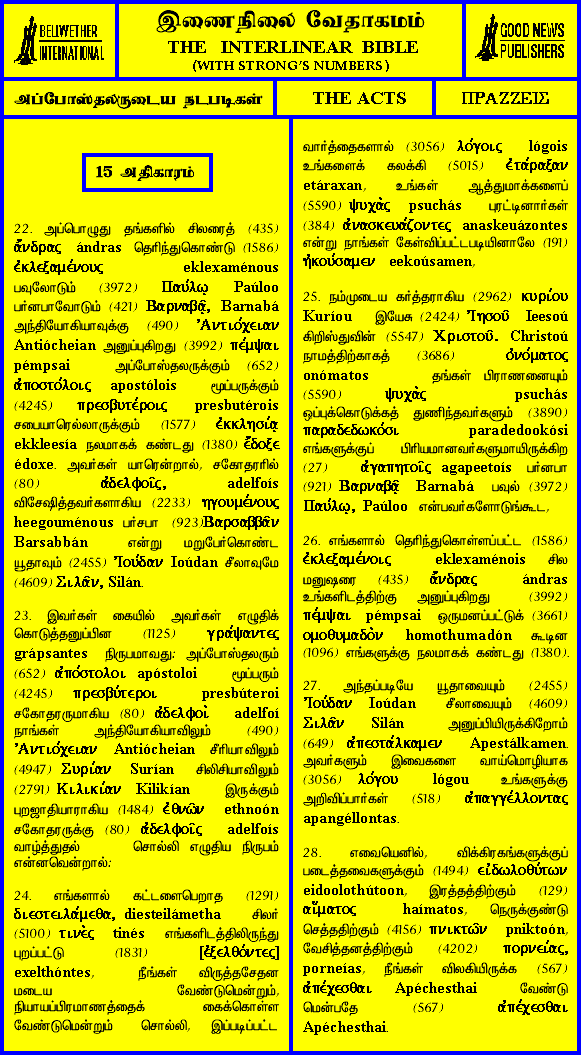 BELLWETHER
INTERNATIONAL
இணைநிலை வேதாகமம்
THE INTERLINEAR BIBLE
(WITH STRONG'S NUMBERS)
GOOD NEWS
PUBLISHERS
அப்போஸ்தலருடைய நடபடிகள்
THE ACTS
ΠΡΑΞΕΙΣ
15 அதிகாரம்
22. அப்பொழுது தங்களில் சிலரைத் (435)
ἄνδρας ándras தெரிந்துகொண்டு (1586)
ἐκλεξαμένους eklexaménous
பவுலோடும் (3972) Παύλῳ Paúloo
பர்னபாவோடும் (421) Βαρναβᾷ, Barnabá
அந்தியோகியாவுக்கு (490) Ἀντιόχειαν
Antiócheian அனுப்புகிறது (3992) πέμψαι
pémpsai அப்போஸ்தலருக்கும் (652)
ἀποστόλοις apostólois மூப்பருக்கும்
(4245) πρεσβυτέροις presbutérois
சபையாரெல்லாருக்கும் (1577) ἐκκλησίᾳ
ekkleesía நலமாகக் கண்டது (1380) ἔδοξε
édoxe. அவர்கள் யாரென்றால், சகோதரரில்
(80) ἀδελφοῖς, adelfoís
விசேஷித்தவர்களாகிய (2233) ηγουμένους
heegouménous பர்சபா (923)Βαρσαββᾶν
Barsabbán என்று மறுபேர்கொண்ட
யூதாவும் (2455) Ἰούδαν Ioúdan சீலாவுமே
(4609) Σιλᾶν, Silán.
23. இவர்கள் கையில் அவர்கள் எழுதிக்
கொடுத்தனுப்பின (1125) γράψαντες
grápsantes நிருபமாவது: அப்போஸ்தலரும்
(652) ἀπόστολοι apóstoloi மூப்பரும்
(4245) πρεσβύτεροι presbúteroi
சகோதரருமாகிய (80) ἀδελφοὶ adelfoí
நாங்கள் அந்தியோகியாவிலும் (490)
Ἀντιόχειαν Antiócheian சீரியாவிலும்
(4947) Συρίαν Surían சிலிசியாவிலும்
(2791) Κιλικίαν Kilikían இருக்கும்
புறஜாதியாராகிய (1484) ἐθνῶν ethnoón
சகோதரருக்கு (80) ἀδελφοῖς adelfoís
வாழ்த்துதல் சொல்லி எழுதிய நிருபம்
என்னவென்றால்:
24. எங்களால் கட்டளைபெறாத (1291)
διεστειλάμεθα, diesteilámetha சிலர்
(5100) τινὲς tinés எங்களிடத்திலிருந்து
புறப்பட்டு (1831) [ἐξελθόντες]
exelthóntes, நீங்கள் விருத்தசேதன
மடைய வேண்டுமென்றும்,
நியாயப்பிரமாணத்தைக் கைக்கொள்ள
வேண்டுமென்றும் சொல்லி, இப்படிப்பட்ட
வார்த்தைகளால் (3056) λόγοις lógois
உங்களைக் கலக்கி (5015) ἐτάραξαν
etáraxan, உங்கள் ஆத்துமாக்களைப்
(5590) ψυχὰς psuchás புரட்டினார்கள்
(384) ἀνασκευάζοντες anaskeuázontes
என்று நாங்கள் கேள்விப்பட்டபடியினாலே (191)
ἠκούσαμεν eekoúsamen,
25. நம்முடைய கர்த்தராகிய (2962) κυρίου
Kuríou இயேசு (2424) Ἰησοῦ Ieesoú
கிறிஸ்துவின் (5547) Χριστοῦ. Christoú
நாமத்திற்காகத் (3686) ὀνόματος
onómatos தங்கள் பிராணனையும்
(5590) ψυχὰς psuchás
ஒப்புக்கொடுக்கத் துணிந்தவர்களும் (3890)
παραδεδωκόσι paradedookósi
எங்களுக்குப் பிரியமானவர்களுமாயிருக்கிற
(27) ἀγαπητοῖς agapeetoís பர்னபா
(921) Βαρναβᾷ Barnabá பவுல் (3972)
Παύλῳ, Paúloo என்பவர்களோடுங்கூட,
26. எங்களால் தெரிந்துகொள்ளப்பட்ட (1586)
ἐκλεξαμένοις eklexaménois சில
மனுஷரை (435) ἄνδρας ándras
உங்களிடத்திற்கு அனுப்புகிறது (3992)
πέμψαι pémpsai ஒருமனப்பட்டுக் (3661)
ομοθυμαδὸν homothumadón கூடின
(1096) எங்களுக்கு நலமாகக் கண்டது (1380).
27. அந்தப்படியே யூதாவையும் (2455)
Ἰούδαν Ioúdan சீலாவையும் (4609)
Σιλᾶν Silán அனுப்பியிருக்கிறோம்
(649) ἀπεστάλκαμεν Apestálkamen.
அவர்களும் இவைகளை வாய்மொழியாக
(3056) λόγου lógou உங்களுக்கு
அறிவிப்பார்கள் (518) ἀπαγγέλλοντας
apangéllontas.
28. எவையெனில், விக்கிரகங்களுக்குப்
படைத்தவைகளுக்கும் (1494) εἰδωλοθύτων
eidoolothútoon, இரத்தத்திற்கும் (129)
αἵματος haímatos, நெருக்குண்டு
செத்ததிற்கும் (4156) πνικτῶν pniktoón,
வேசித்தனத்திற்கும் (4202) πορνείας,
porneías, நீங்கள் விலகியிருக்க (567)
ἀπέχεσθαι Apéchesthai வேண்டு
மென்பதே (567) ἀπέχεσθαι
Apéchesthai.